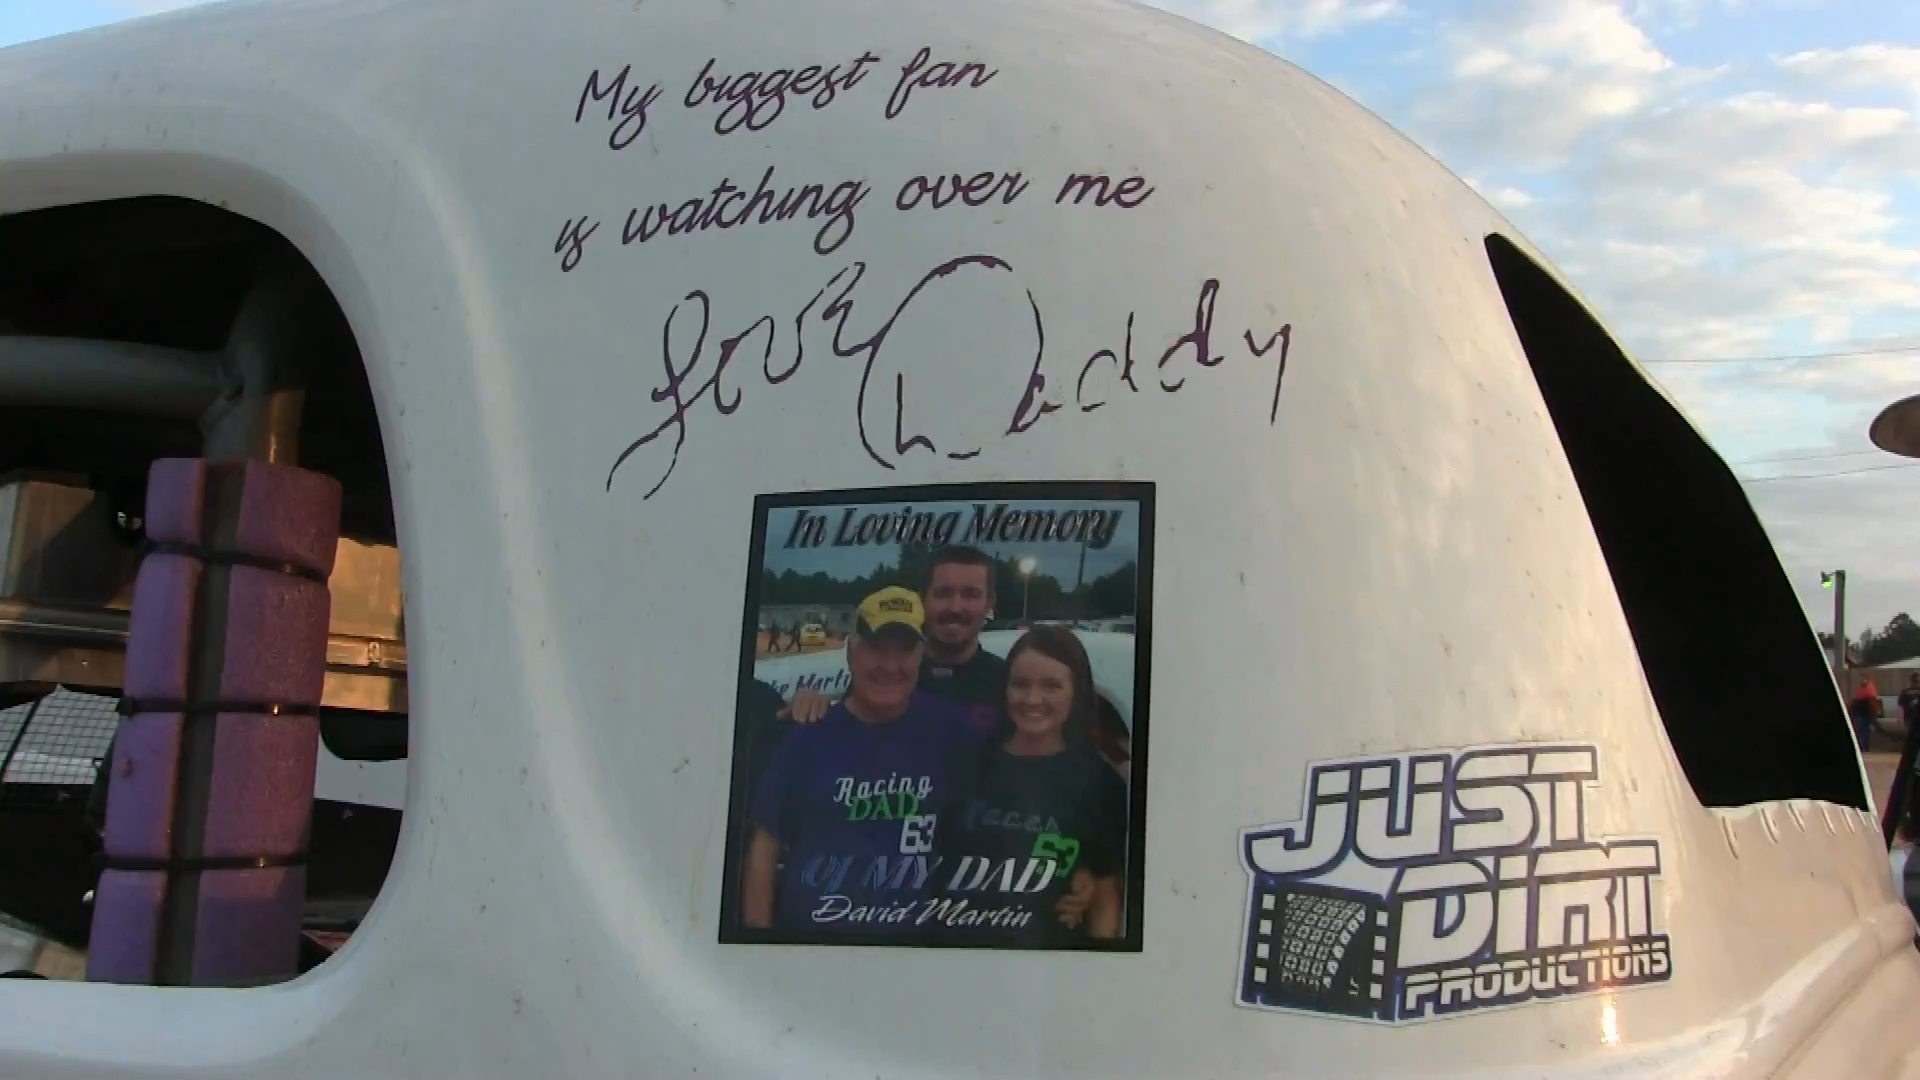 My biggest fan
is watching over me
Love Daddy
In Loving Memory
Racing
DAD
63
63
Of MY DAD
David Martin
JUST
DIRT
PRODUCTIONS